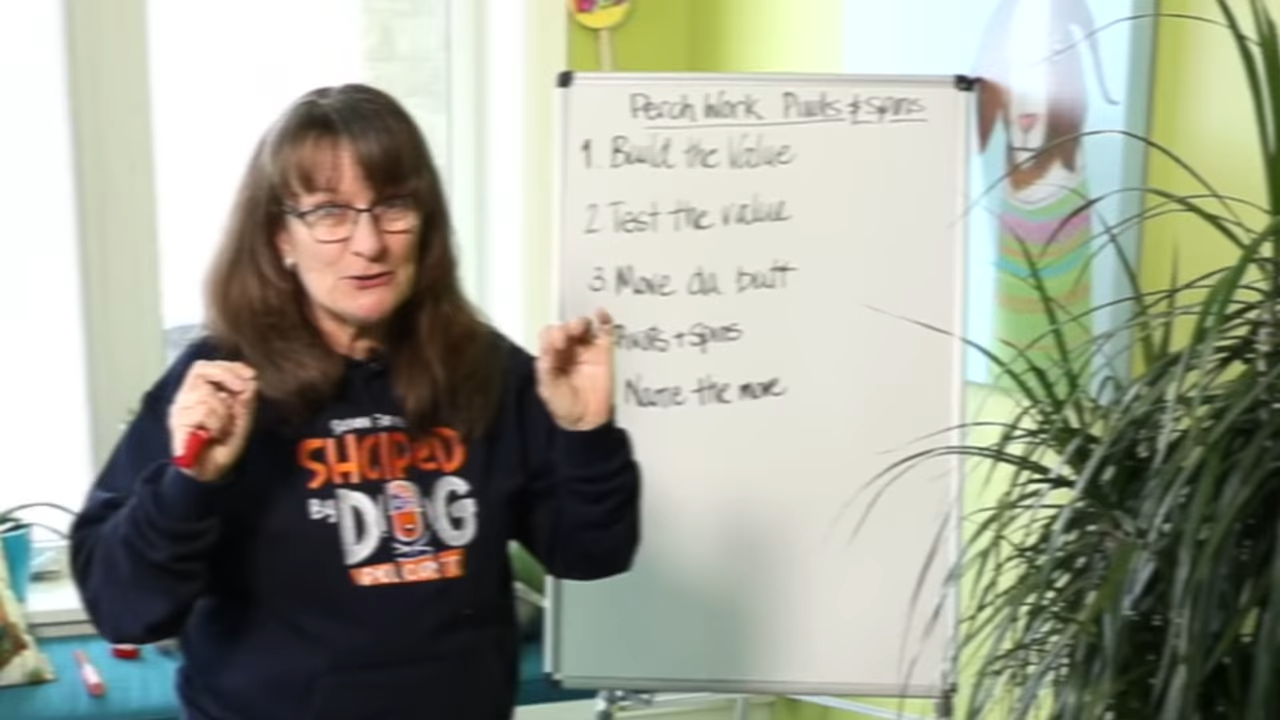 Perch Work Pivots & spins
1. Build the Value
2 Test the value
3. Move da butt
Pivots + spins
Name the move
SHAPED
By DOG